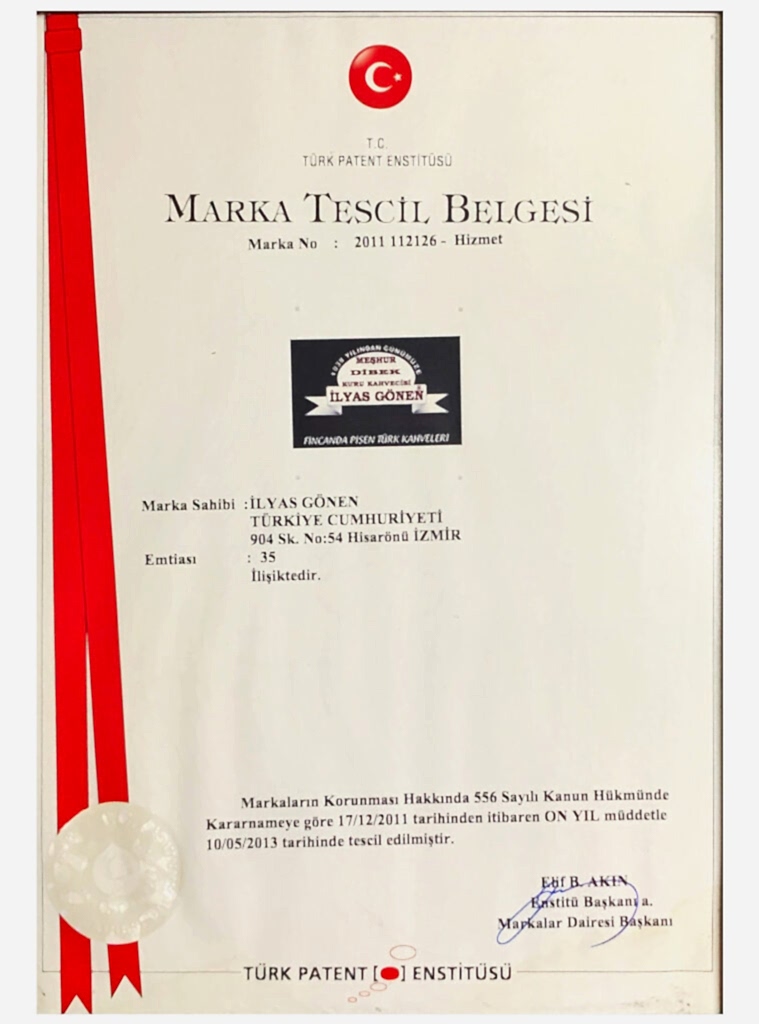 T.C.
TÜRK PATENT ENSTİTÜSÜ
MARKA TESCİL BELGESİ
Marka No : 2011 112126 - Hizmet
1938 YILINDAN GÜNÜMÜZE
MEŞHUR
DİBEK
KURU KAHVECİSİ
İLYAS GÖNEN
FİNCANDA PİŞEN TÜRK KAHVELERİ
Marka Sahibi : İLYAS GÖNEN
TÜRKİYE CUMHURİYETİ
904 Sk. No:54 Hisarönü İZMİR
Emtiası : 35
İlişiktedir.
Markaların Korunması Hakkında 556 Sayılı Kanun Hükmünde
Kararnameye göre 17/12/2011 tarihinden itibaren ON YIL müddetle
10/05/2013 tarihinde tescil edilmiştir.
Elif B. AKIN
Enstitü Başkanı a.
Markalar Dairesi Başkanı
TÜRK PATENT [ ] ENSTİTÜSÜ